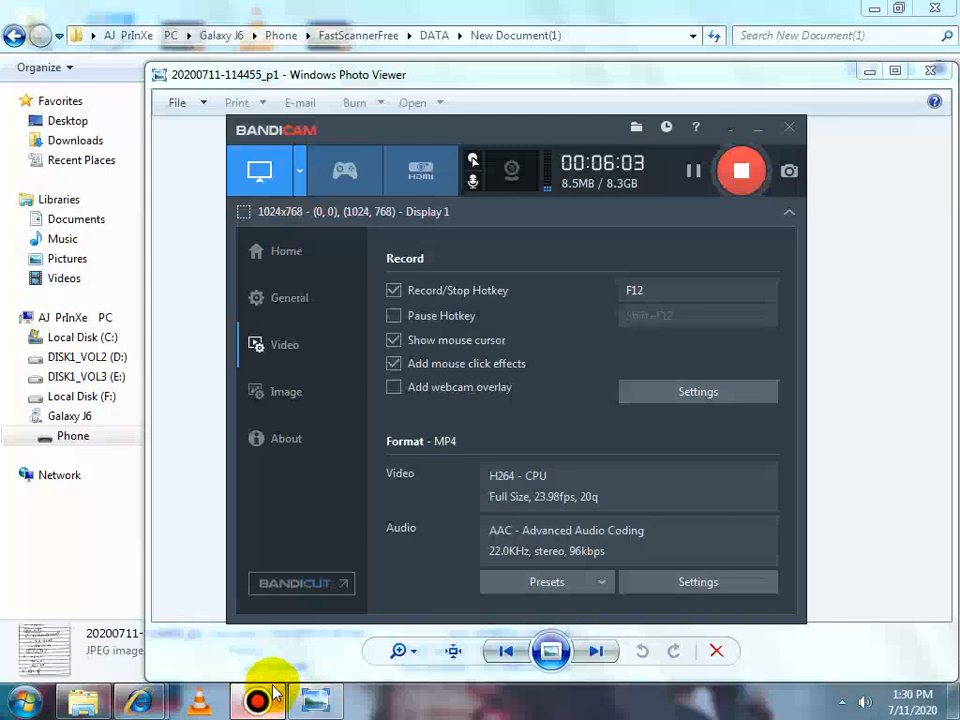 AJ PrInXe
PC
Galaxy J6
Phone
FastScannerFree
DATA
New Document(1)
Search New Document(1)
Organize
20200711-114455_p1 - Windows Photo Viewer
File
Print
E-mail
Burn
Open
Favorites
Desktop
Downloads
Recent Places
Libraries
Documents
Music
Pictures
Videos
AJ PrInXe PC
Local Disk (C:)
DISK1_VOL2 (D:)
DISK1_VOL3 (E:)
Local Disk (F:)
Galaxy J6
Phone
Network
BANDICAM
?
HDMI
00:06:03
8.5MB / 8.3GB
1024x768 - (0, 0), (1024, 768) - Display 1
Home
General
Video
Image
About
BANDICUT
Record
Record/Stop Hotkey
F12
Pause Hotkey
Shift+F12
Show mouse cursor
Add mouse click effects
Add webcam overlay
Settings
Format - MP4
Video
H264 - CPU
Full Size, 23.98fps, 20q
Audio
AAC - Advanced Audio Coding
22.0KHz, stereo, 96kbps
Presets
Settings
20200711-
JPEG image
1:30 PM
7/11/2020